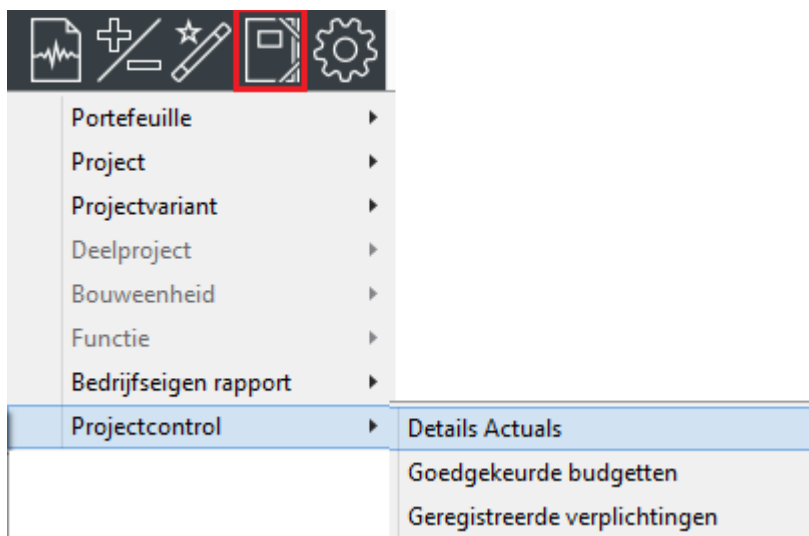 Portefeuille
Project
Projectvariant
Deelproject
Bouweenheid
Functie
Bedrijfseigen rapport
Projectcontrol
Details Actuals
Goedgekeurde budgetten
Geregistreerde verplichtingen